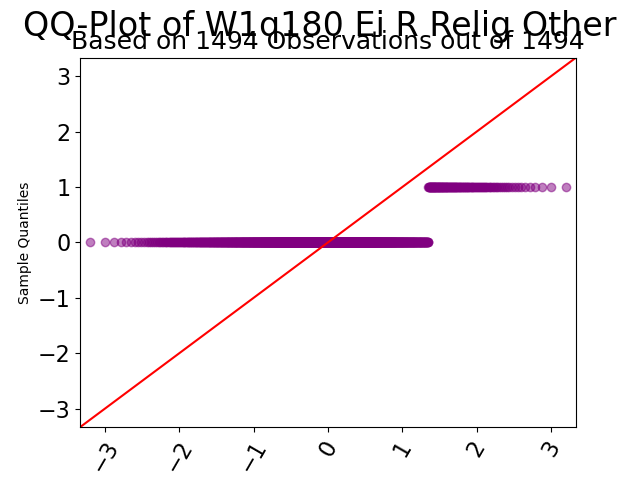 QQ-Plot of W1q180 Ei R Relig Other
Based on 1494 Observations out of 1494
Sample Quantiles
3
2
1
0
−1
−2
−3
−3 −2 −1 0 1 2 3